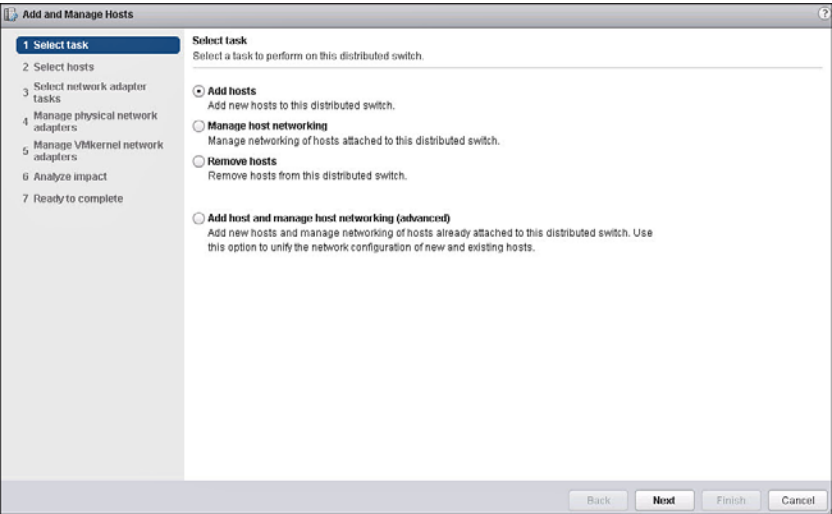 Add and Manage Hosts
?
1 Select task
2 Select hosts
3 Select network adapter
tasks
4 Manage physical network
adapters
5 Manage VMkernel network
adapters
6 Analyze impact
7 Ready to complete
Select task
Select a task to perform on this distributed switch.
Add hosts
Add new hosts to this distributed switch.
Manage host networking
Manage networking of hosts attached to this distributed switch.
Remove hosts
Remove hosts from this distributed switch.
Add host and manage host networking (advanced)
Add new hosts and manage networking of hosts already attached to this distributed switch. Use
this option to unify the network configuration of new and existing hosts.
Back Next Finish Cancel